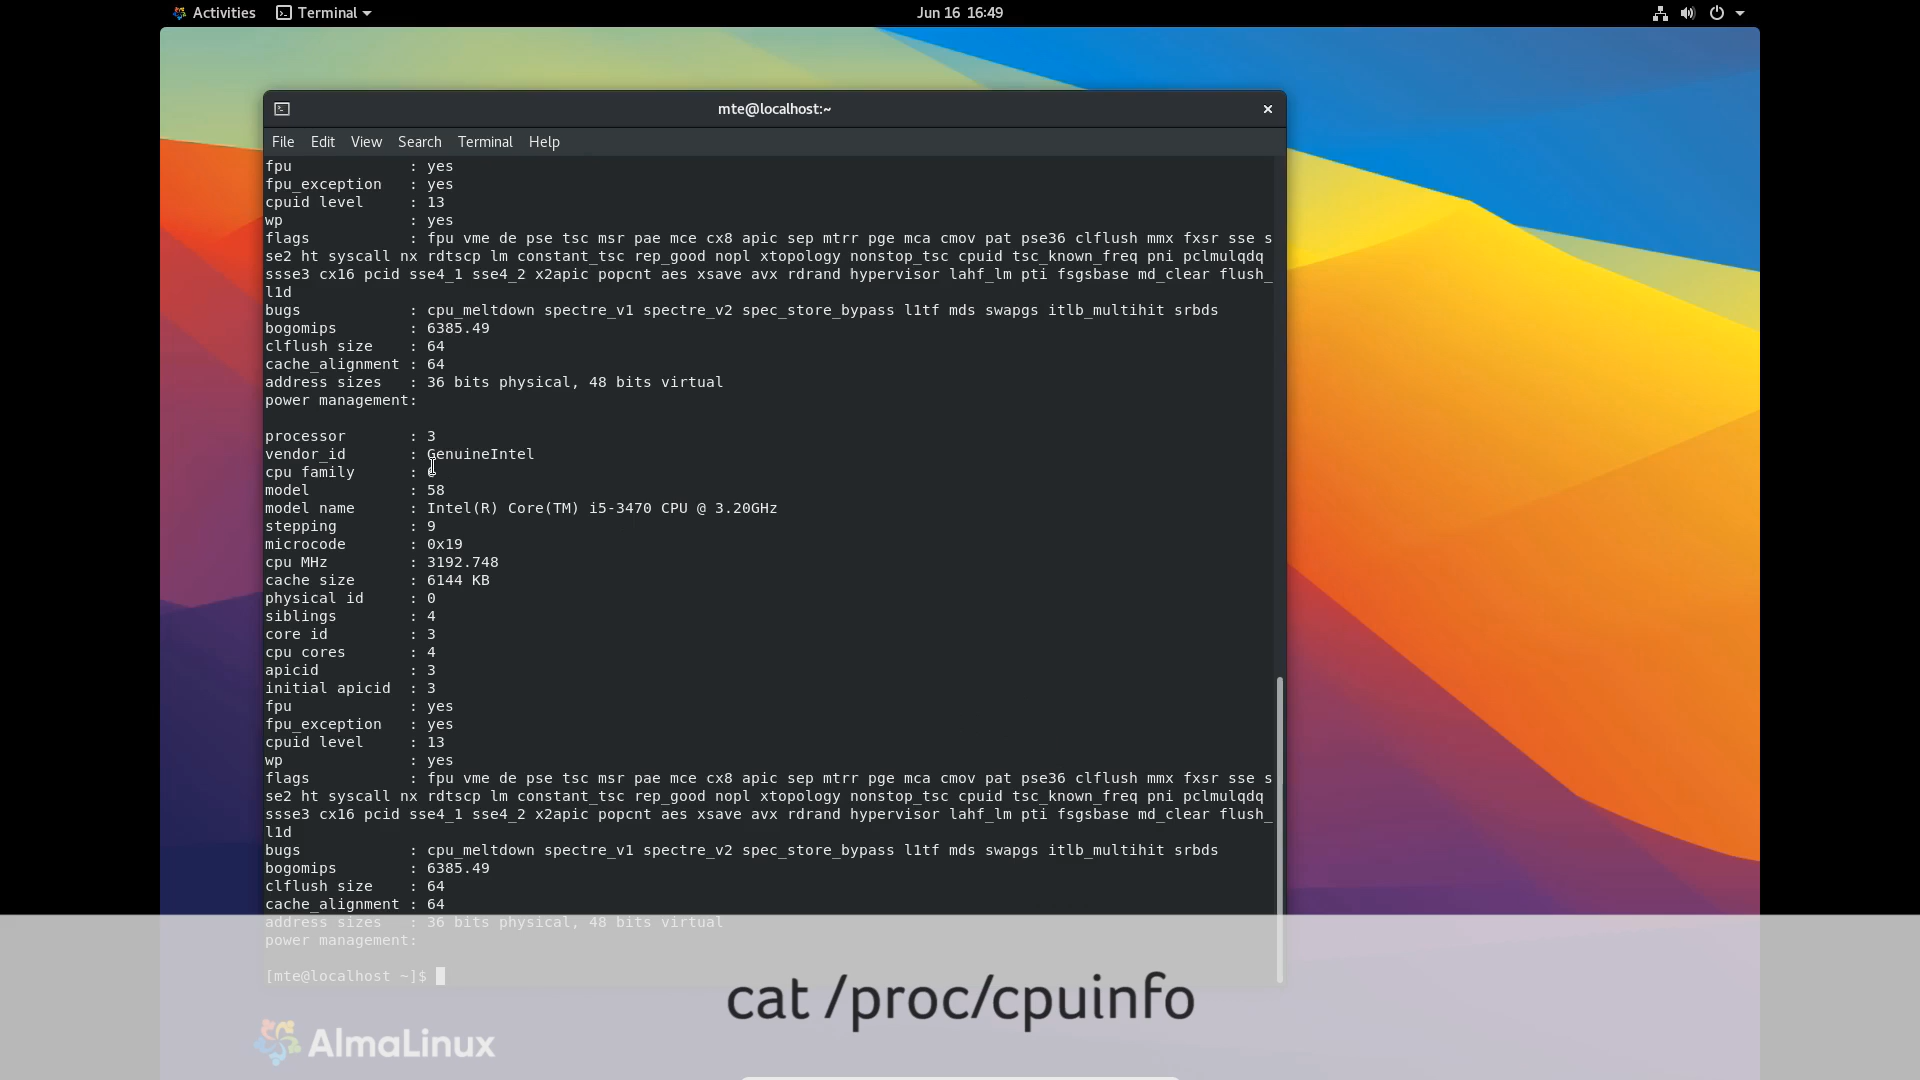 Activities Terminal Jun 16 16:49
mte@localhost:~
File Edit View Search Terminal Help
fpu : yes
fpu_exception : yes
cpuid level : 13
wp : yes
flags : fpu vme de pse tsc msr pae mce cx8 apic sep mtrr pge mca cmov pat pse36 clflush mmx fxsr sse s
se2 ht syscall nx rdtscp lm constant_tsc rep_good nopl xtopology nonstop_tsc cpuid tsc_known_freq pni pclmulqdq
ssse3 cx16 pcid sse4_1 sse4_2 x2apic popcnt aes xsave avx rdrand hypervisor lahf_lm pti fsgsbase md_clear flush_
l1d
bugs : cpu_meltdown spectre_v1 spectre_v2 spec_store_bypass l1tf mds swapgs itlb_multihit srbds
bogomips : 6385.49
clflush size : 64
cache_alignment : 64
address sizes : 36 bits physical, 48 bits virtual
power management:
processor : 3
vendor_id : GenuineIntel
cpu family :
model : 58
model name : Intel(R) Core(TM) i5-3470 CPU @ 3.20GHz
stepping : 9
microcode : 0x19
cpu MHz : 3192.748
cache size : 6144 KB
physical id : 0
siblings : 4
core id : 3
cpu cores : 4
apicid : 3
initial apicid : 3
fpu : yes
fpu_exception : yes
cpuid level : 13
wp : yes
flags : fpu vme de pse tsc msr pae mce cx8 apic sep mtrr pge mca cmov pat pse36 clflush mmx fxsr sse s
se2 ht syscall nx rdtscp lm constant_tsc rep_good nopl xtopology nonstop_tsc cpuid tsc_known_freq pni pclmulqdq
ssse3 cx16 pcid sse4_1 sse4_2 x2apic popcnt aes xsave avx rdrand hypervisor lahf_lm pti fsgsbase md_clear flush_
l1d
bugs : cpu_meltdown spectre_v1 spectre_v2 spec_store_bypass l1tf mds swapgs itlb_multihit srbds
bogomips : 6385.49
clflush size : 64
cache_alignment : 64
address sizes : 36 bits physical, 48 bits virtual
power management:
[mte@localhost ~]$
cat /proc/cpuinfo
AlmaLinux